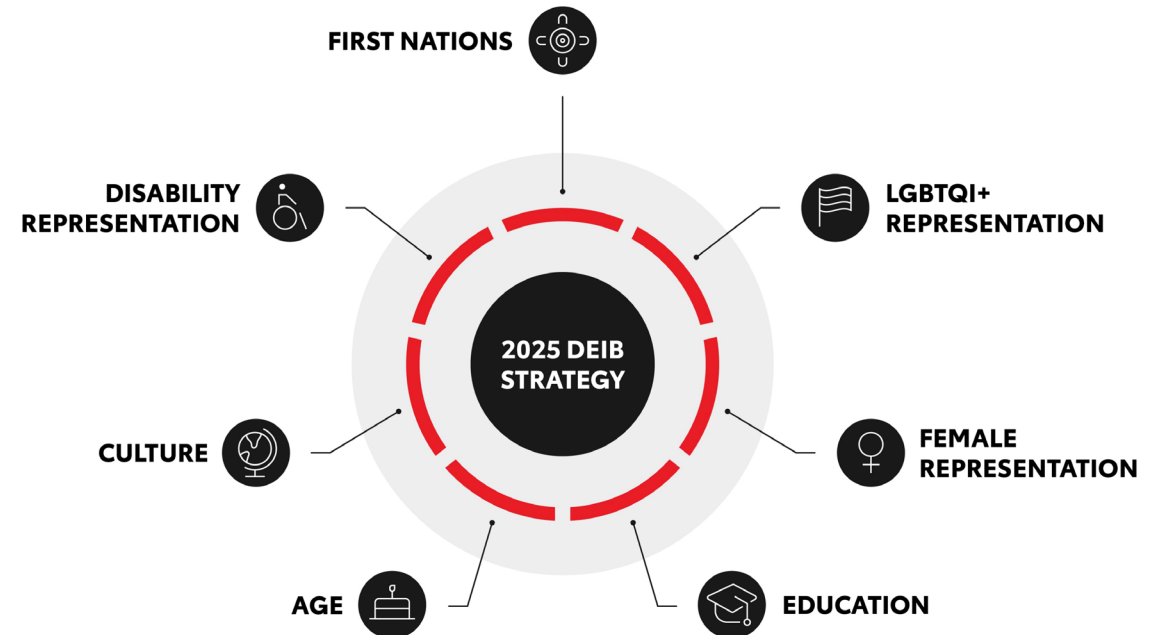 FIRST NATIONS
DISABILITY
REPRESENTATION
LGBTQI+
REPRESENTATION
2025 DEIB
STRATEGY
CULTURE
FEMALE
REPRESENTATION
AGE
EDUCATION